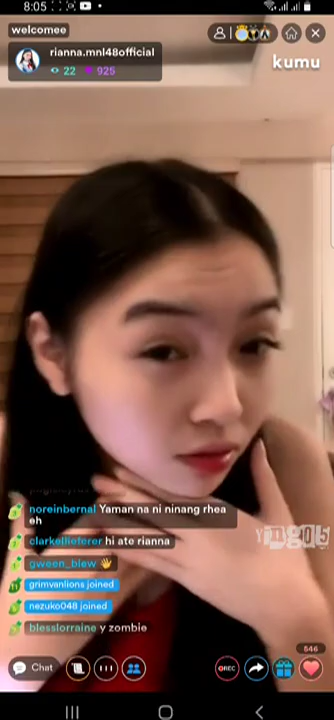 8:05
welcomee
rianna.mnl48official
22 925
kumu
noreinbernal Yaman na ni ninang rhea
eh
clarkellieferer hi ate rianna
gween_blew 👋
grimvanlions joined
nezuko048 joined
blesslorraine y zombie
546
Chat
REC